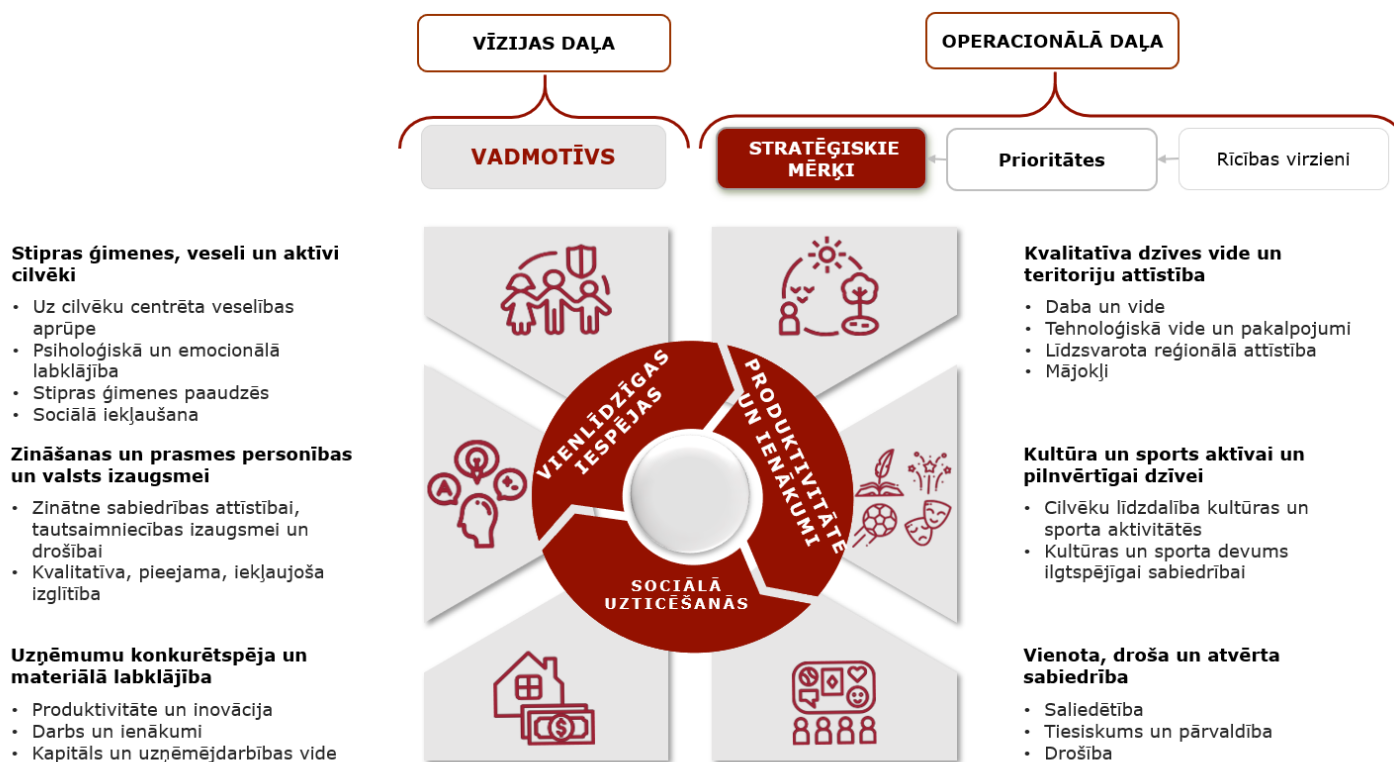 VĪZIJAS DAĻA
OPERACIONĀLĀ DAĻA
VADMOTĪVS
STRATĒĢISKIE
MĒRĶI
Prioritātes
Rīcības virzieni
Stipras ģimenes, veseli un aktīvi
cilvēki
• Uz cilvēku centrēta veselības
aprūpe
• Psiholoģiskā un emocionālā
labklājība
• Stipras ģimenes paaudzēs
• Sociālā iekļaušana
Zināšanas un prasmes personības
un valsts izaugsmei
• Zinātne sabiedrības attīstībai,
tautsaimniecības izaugsmei un
drošībai
• Kvalitatīva, pieejama, iekļaujoša
izglītība
Uzņēmumu konkurētspēja un
materiālā labklājība
• Produktivitāte un inovācija
• Darbs un ienākumi
• Kapitāls un uzņēmējdarbības vide
VIENLĪDZĪGAS
IESPĒJAS
PRODUKTIVITĀTE
UN IENĀKUMI
SOCIĀLĀ
UZTICĒŠANĀS
A
$
Kvalitatīva dzīves vide un
teritoriju attīstība
• Daba un vide
• Tehnoloģiskā vide un pakalpojumi
• Līdzsvarota reģionālā attīstība
• Mājokļi
Kultūra un sports aktīvai un
pilnvērtīgai dzīvei
• Cilvēku līdzdalība kultūras un
sporta aktivitātēs
• Kultūras un sporta devums
ilgtspējīgai sabiedrībai
Vienota, droša un atvērta
sabiedrība
• Saliedētība
• Tiesiskums un pārvaldība
• Drošība